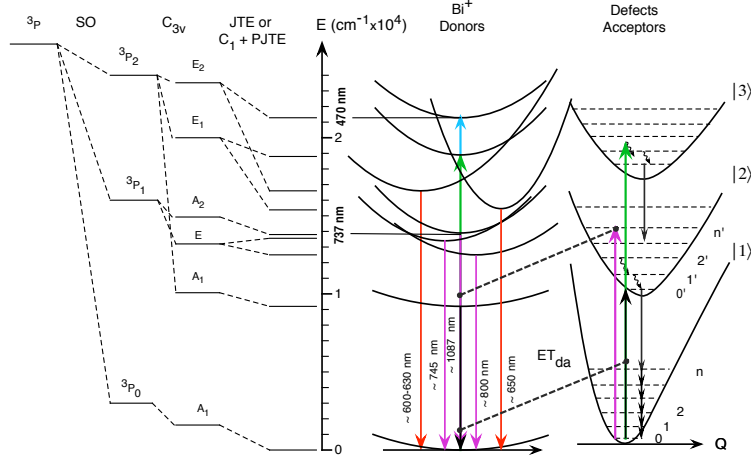 ³P
SO
C₃ᵥ
JTE or
C₁ + PJTE
E (cm⁻¹x10⁴)
Bi⁺
Donors
Defects
Acceptors
³P₂
E₂
E₁
³P₁
A₂
E
A₁
³P₀
A₁
470 nm
2
737 nm
1
0
~ 600-630 nm
~ 745 nm
~ 1087 nm
~ 800 nm
~ 650 nm
ET_da
|3⟩
|2⟩
|1⟩
n'
2'
1'
0'
n
2
1
0
Q